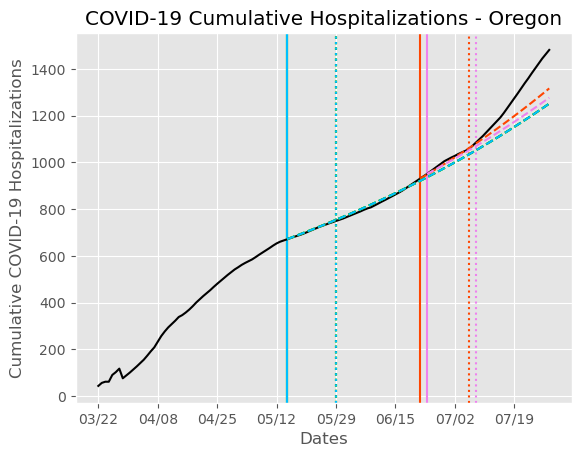 COVID-19 Cumulative Hospitalizations - Oregon
Cumulative COVID-19 Hospitalizations
1400
1200
1000
800
600
400
200
0
03/22 04/08 04/25 05/12 05/29 06/15 07/02 07/19
Dates